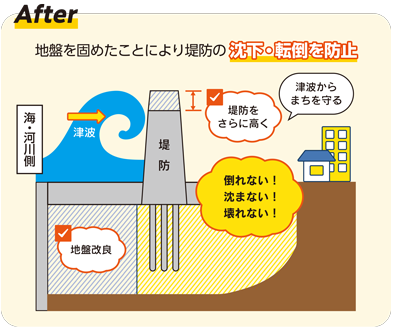 After
地盤を固めたことにより堤防の 沈下・転倒を防止
津波から
まちを守る
堤防を
さらに高く
海・河川側
津波
堤防
倒れない！
沈まない！
壊れない！
地盤改良